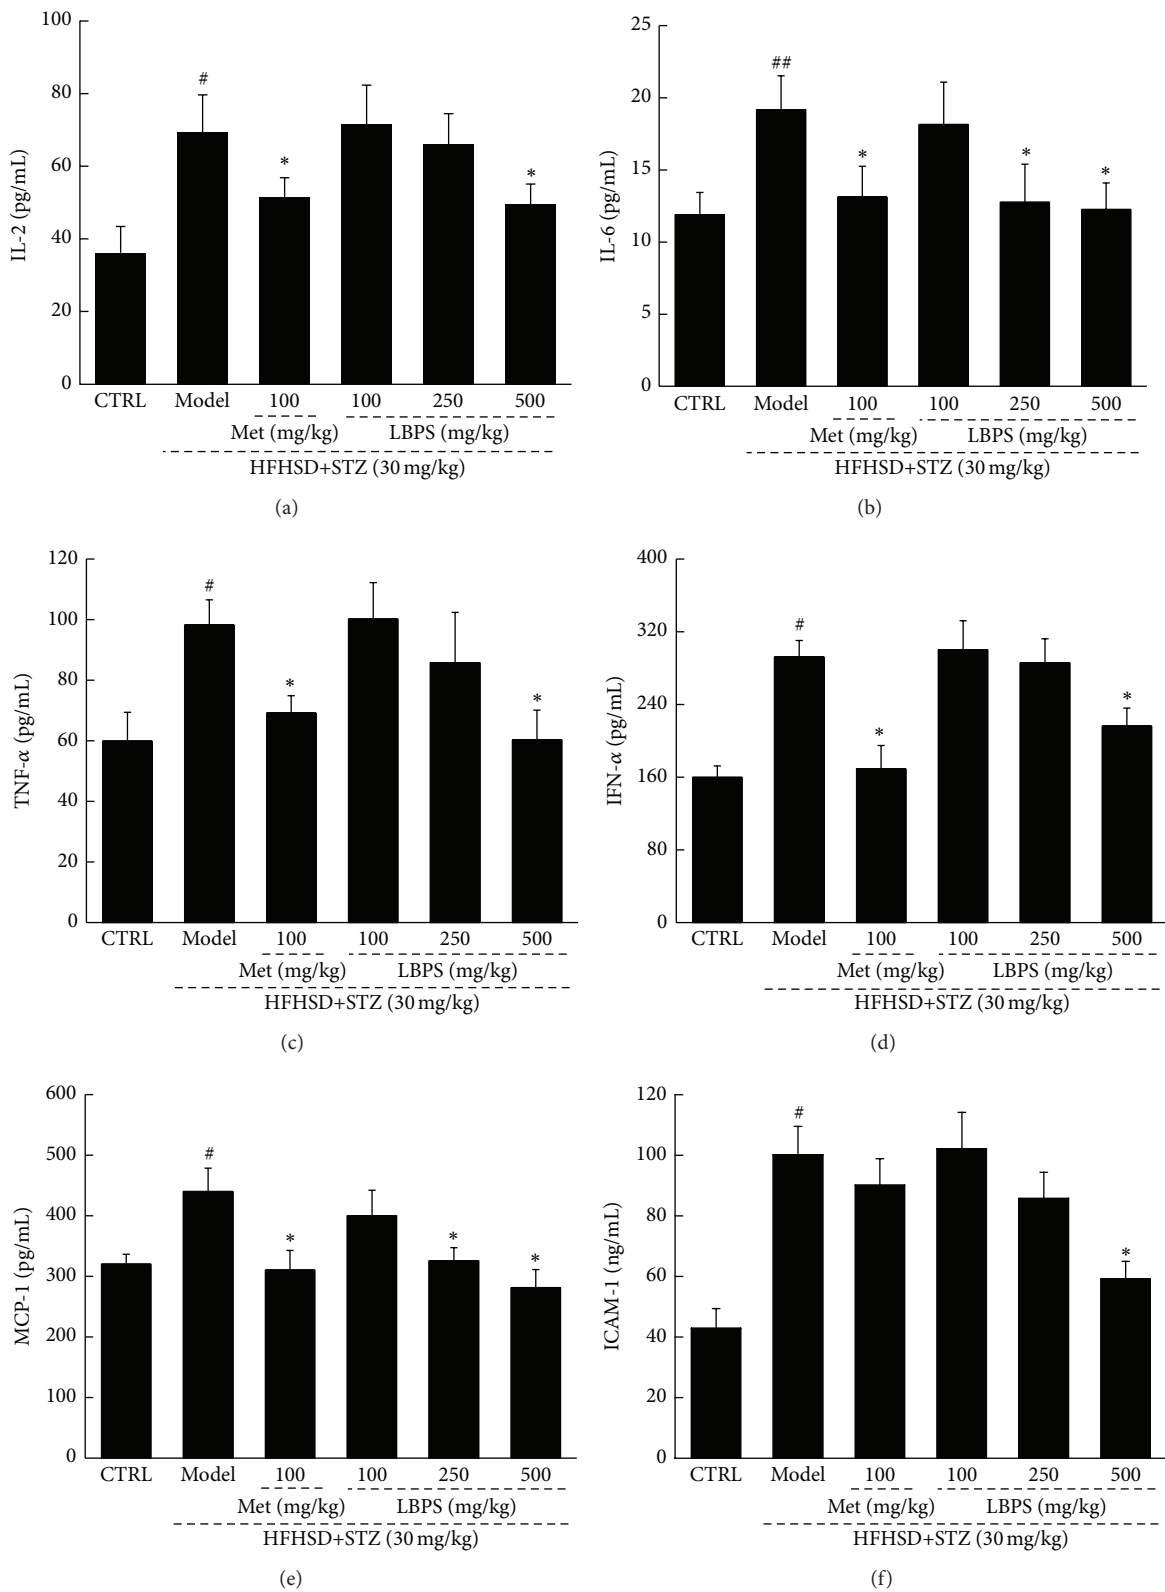 100
80
60
40
20
0
IL-2 (pg/mL)
#
*
*
CTRL Model 100 100 250 500
Met (mg/kg) LBPS (mg/kg)
HFHSD+STZ (30 mg/kg)
(a)
25
20
15
10
5
0
IL-6 (pg/mL)
##
*
*
*
CTRL Model 100 100 250 500
Met (mg/kg) LBPS (mg/kg)
HFHSD+STZ (30 mg/kg)
(b)
120
100
80
60
40
20
0
TNF-α (pg/mL)
#
*
*
CTRL Model 100 100 250 500
Met (mg/kg) LBPS (mg/kg)
HFHSD+STZ (30 mg/kg)
(c)
400
320
240
160
80
0
IFN-α (pg/mL)
#
*
*
CTRL Model 100 100 250 500
Met (mg/kg) LBPS (mg/kg)
HFHSD+STZ (30 mg/kg)
(d)
600
500
400
300
200
100
0
MCP-1 (pg/mL)
#
*
*
*
CTRL Model 100 100 250 500
Met (mg/kg) LBPS (mg/kg)
HFHSD+STZ (30 mg/kg)
(e)
120
100
80
60
40
20
0
ICAM-1 (ng/mL)
#
*
CTRL Model 100 100 250 500
Met (mg/kg) LBPS (mg/kg)
HFHSD+STZ (30 mg/kg)
(f)